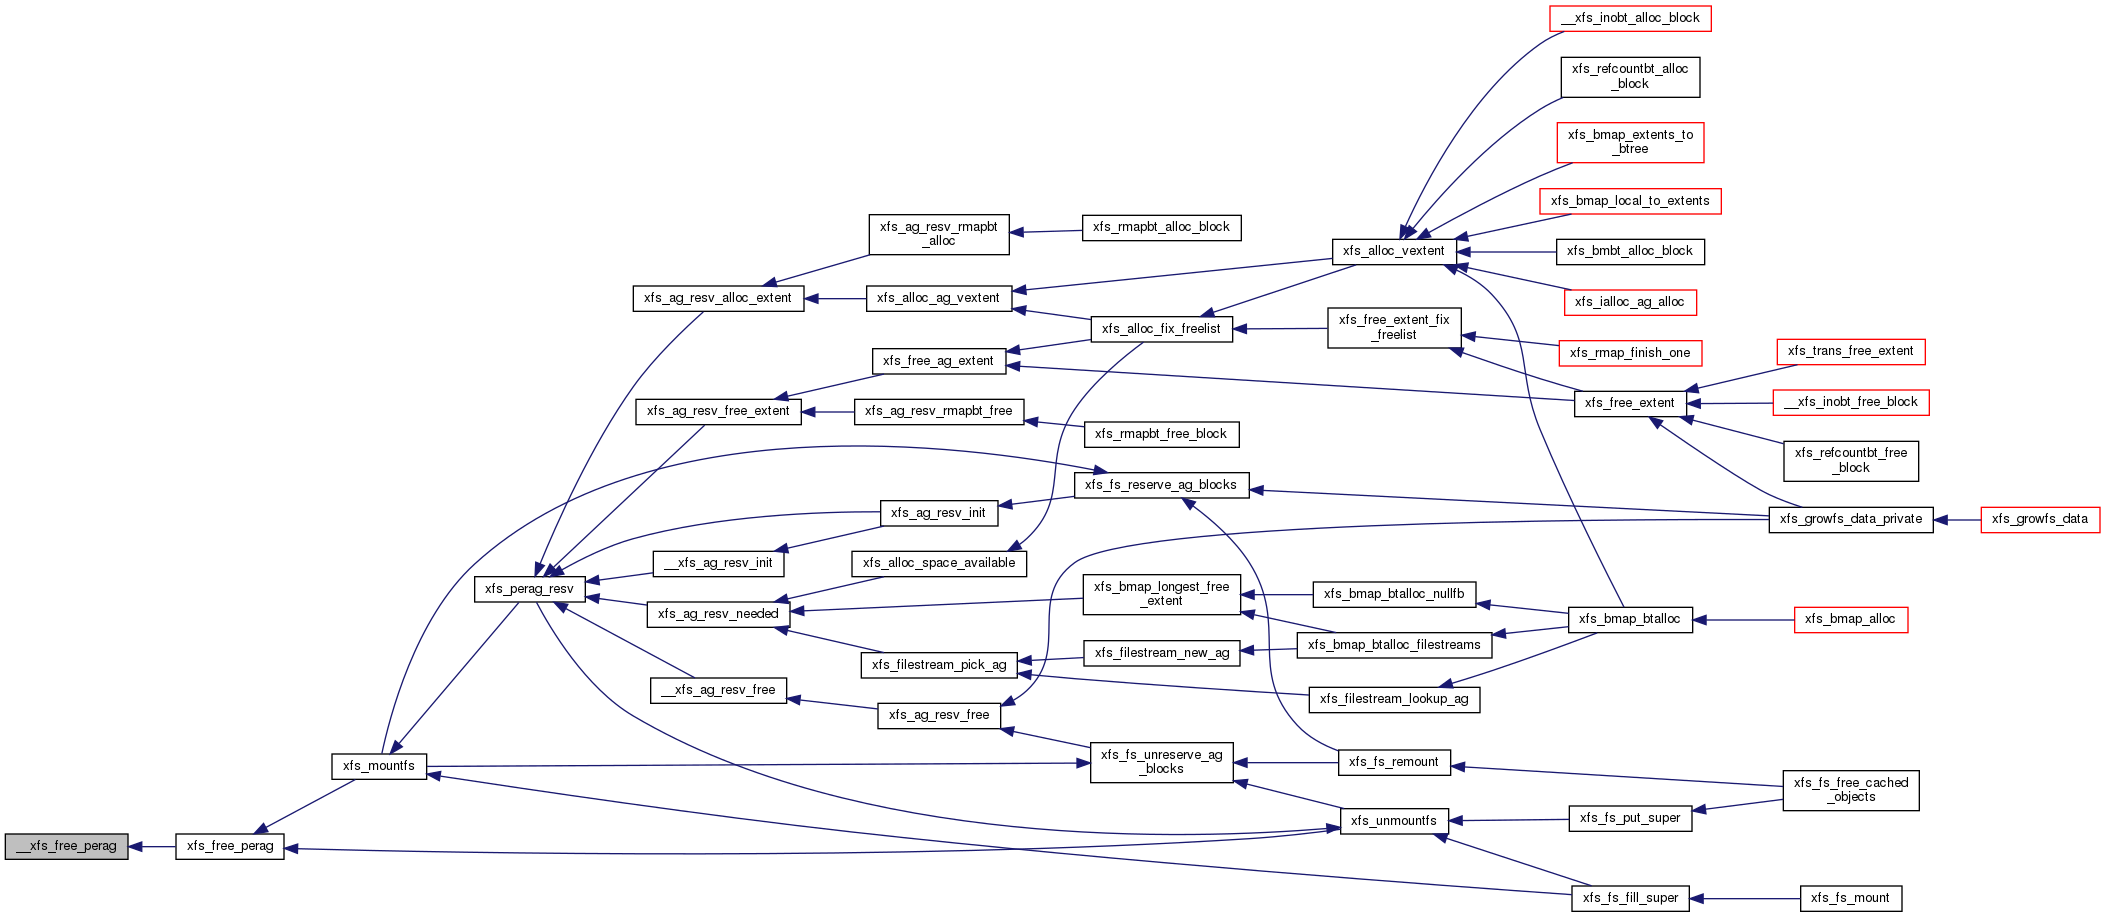 __xfs_inobt_alloc_block
xfs_refcountbt_alloc
_block
xfs_bmap_extents_to
_btree
xfs_bmap_local_to_extents
xfs_ag_resv_rmapbt
_alloc
xfs_rmapbt_alloc_block
xfs_alloc_vextent
xfs_bmbt_alloc_block
xfs_ag_resv_alloc_extent
xfs_alloc_ag_vextent
xfs_ialloc_ag_alloc
xfs_alloc_fix_freelist
xfs_free_extent_fix
_freelist
xfs_rmap_finish_one
xfs_trans_free_extent
xfs_free_ag_extent
xfs_ag_resv_free_extent
xfs_ag_resv_rmapbt_free
xfs_free_extent
__xfs_inobt_free_block
xfs_rmapbt_free_block
xfs_refcountbt_free
_block
xfs_fs_reserve_ag_blocks
xfs_ag_resv_init
xfs_growfs_data_private
xfs_growfs_data
__xfs_ag_resv_init
xfs_alloc_space_available
xfs_perag_resv
xfs_bmap_longest_free
_extent
xfs_bmap_btalloc_nullfb
xfs_ag_resv_needed
xfs_bmap_btalloc
xfs_bmap_alloc
xfs_filestream_pick_ag
xfs_filestream_new_ag
xfs_bmap_btalloc_filestreams
__xfs_ag_resv_free
xfs_filestream_lookup_ag
xfs_ag_resv_free
xfs_mountfs
xfs_fs_unreserve_ag
_blocks
xfs_fs_remount
xfs_fs_free_cached
_objects
xfs_unmountfs
xfs_fs_put_super
__xfs_free_perag
xfs_free_perag
xfs_fs_fill_super
xfs_fs_mount